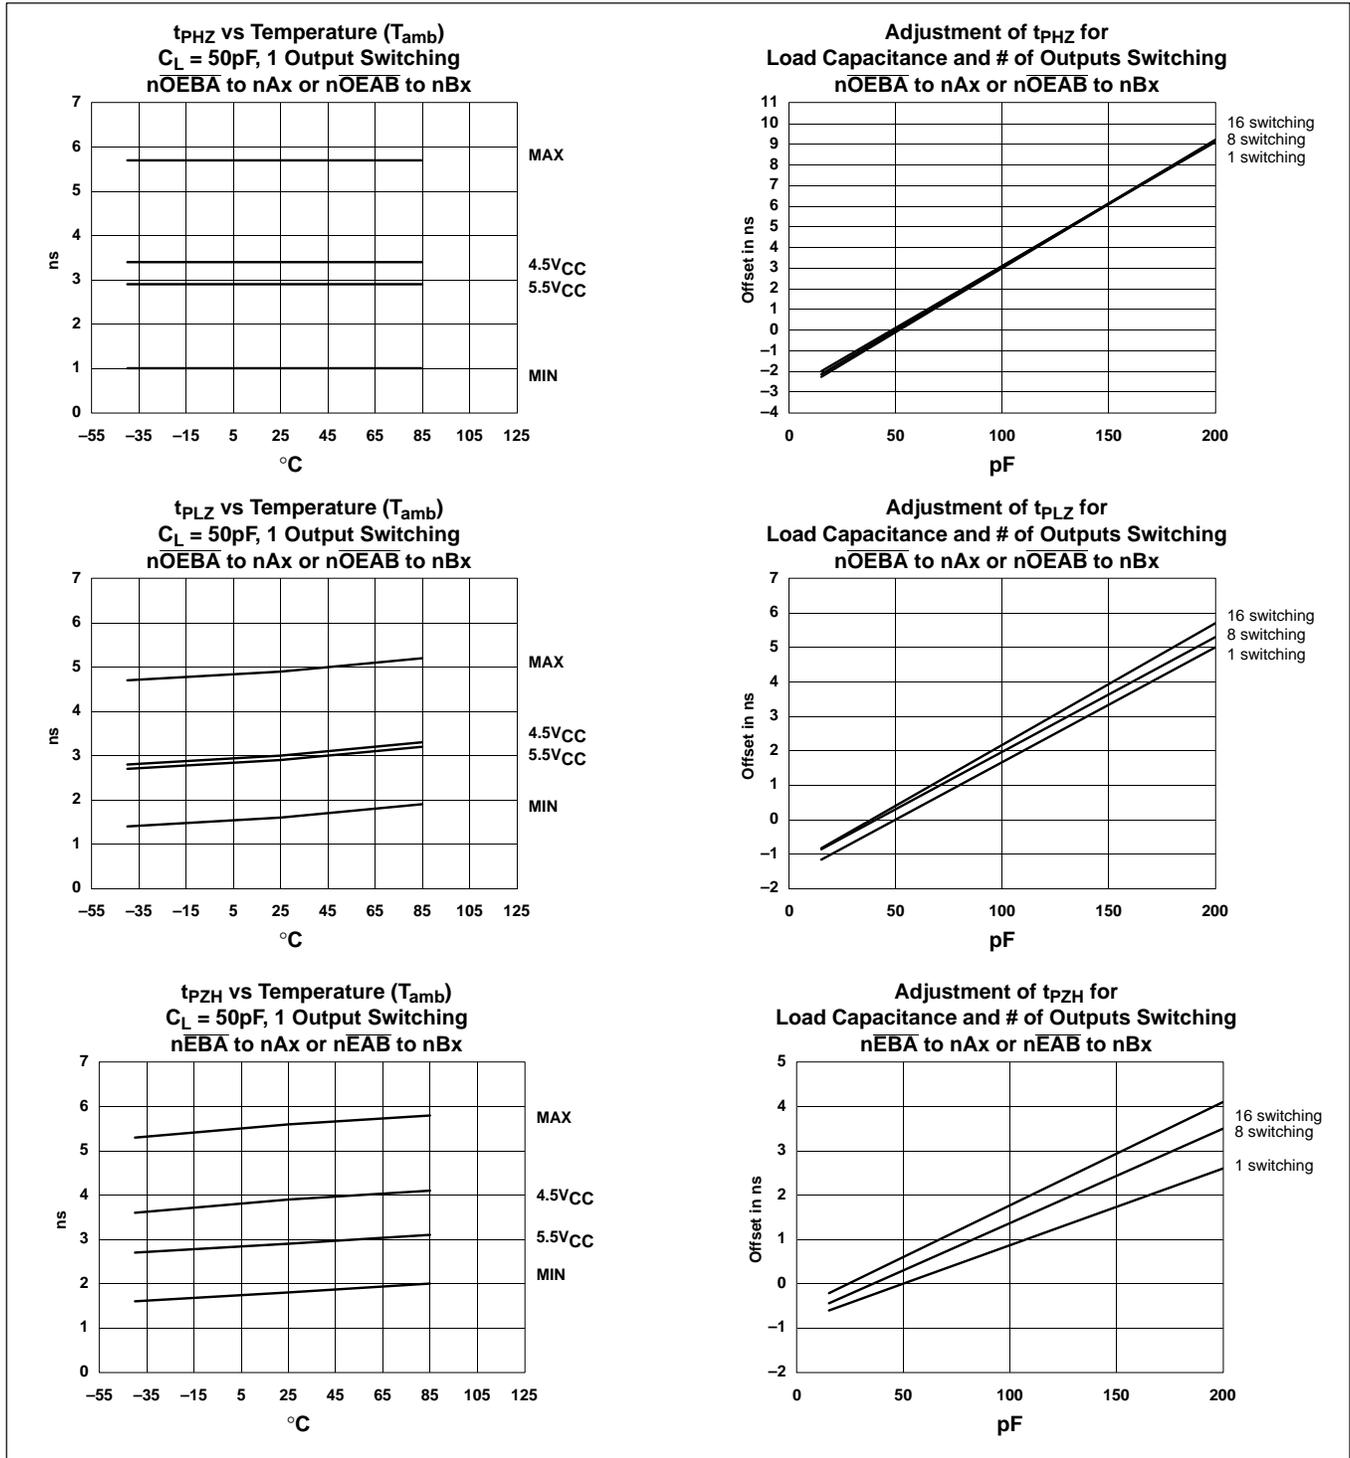 tPHZ vs Temperature (Tamb)
CL = 50pF, 1 Output Switching
nOEBA to nAx or nOEAB to nBx
7
6
5
4
3
2
1
0
ns
MAX
4.5VCC
5.5VCC
MIN
–55 –35 –15 5 25 45 65 85 105 125
°C
Adjustment of tPHZ for
Load Capacitance and # of Outputs Switching
nOEBA to nAx or nOEAB to nBx
11
10
9
8
7
6
5
4
3
2
1
0
–1
–2
–3
–4
Offset in ns
16 switching
8 switching
1 switching
0 50 100 150 200
pF
tPLZ vs Temperature (Tamb)
CL = 50pF, 1 Output Switching
nOEBA to nAx or nOEAB to nBx
7
6
5
4
3
2
1
0
ns
MAX
4.5VCC
5.5VCC
MIN
–55 –35 –15 5 25 45 65 85 105 125
°C
Adjustment of tPLZ for
Load Capacitance and # of Outputs Switching
nOEBA to nAx or nOEAB to nBx
7
6
5
4
3
2
1
0
–1
–2
Offset in ns
16 switching
8 switching
1 switching
0 50 100 150 200
pF
tPZH vs Temperature (Tamb)
CL = 50pF, 1 Output Switching
nEBA to nAx or nEAB to nBx
7
6
5
4
3
2
1
0
ns
MAX
4.5VCC
5.5VCC
MIN
–55 –35 –15 5 25 45 65 85 105 125
°C
Adjustment of tPZH for
Load Capacitance and # of Outputs Switching
nEBA to nAx or nEAB to nBx
5
4
3
2
1
0
–1
–2
Offset in ns
16 switching
8 switching
1 switching
0 50 100 150 200
pF